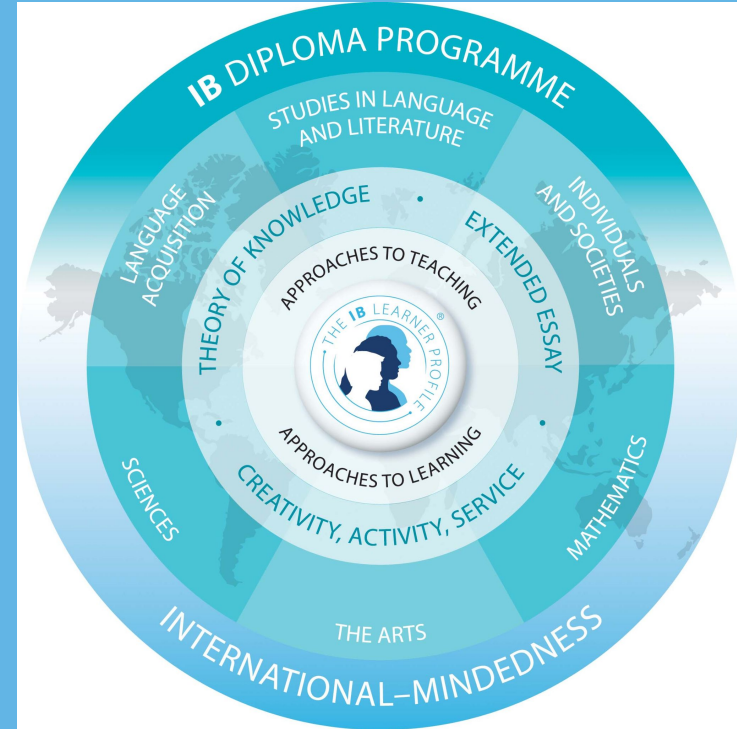 IB DIPLOMA PROGRAMME
STUDIES IN LANGUAGE
AND LITERATURE
LANGUAGE
ACQUISITION
INDIVIDUALS
AND SOCIETIES
THEORY OF KNOWLEDGE
•
EXTENDED ESSAY
APPROACHES TO TEACHING
THE IB LEARNER PROFILE ®
APPROACHES TO LEARNING
•
CREATIVITY, ACTIVITY, SERVICE
•
SCIENCES
MATHEMATICS
THE ARTS
INTERNATIONAL–MINDEDNESS